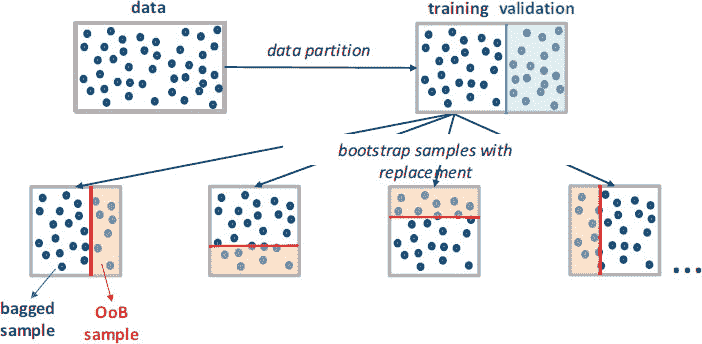 data
training validation
data partition
bootstrap samples with
replacement
bagged
sample
OoB
sample
...